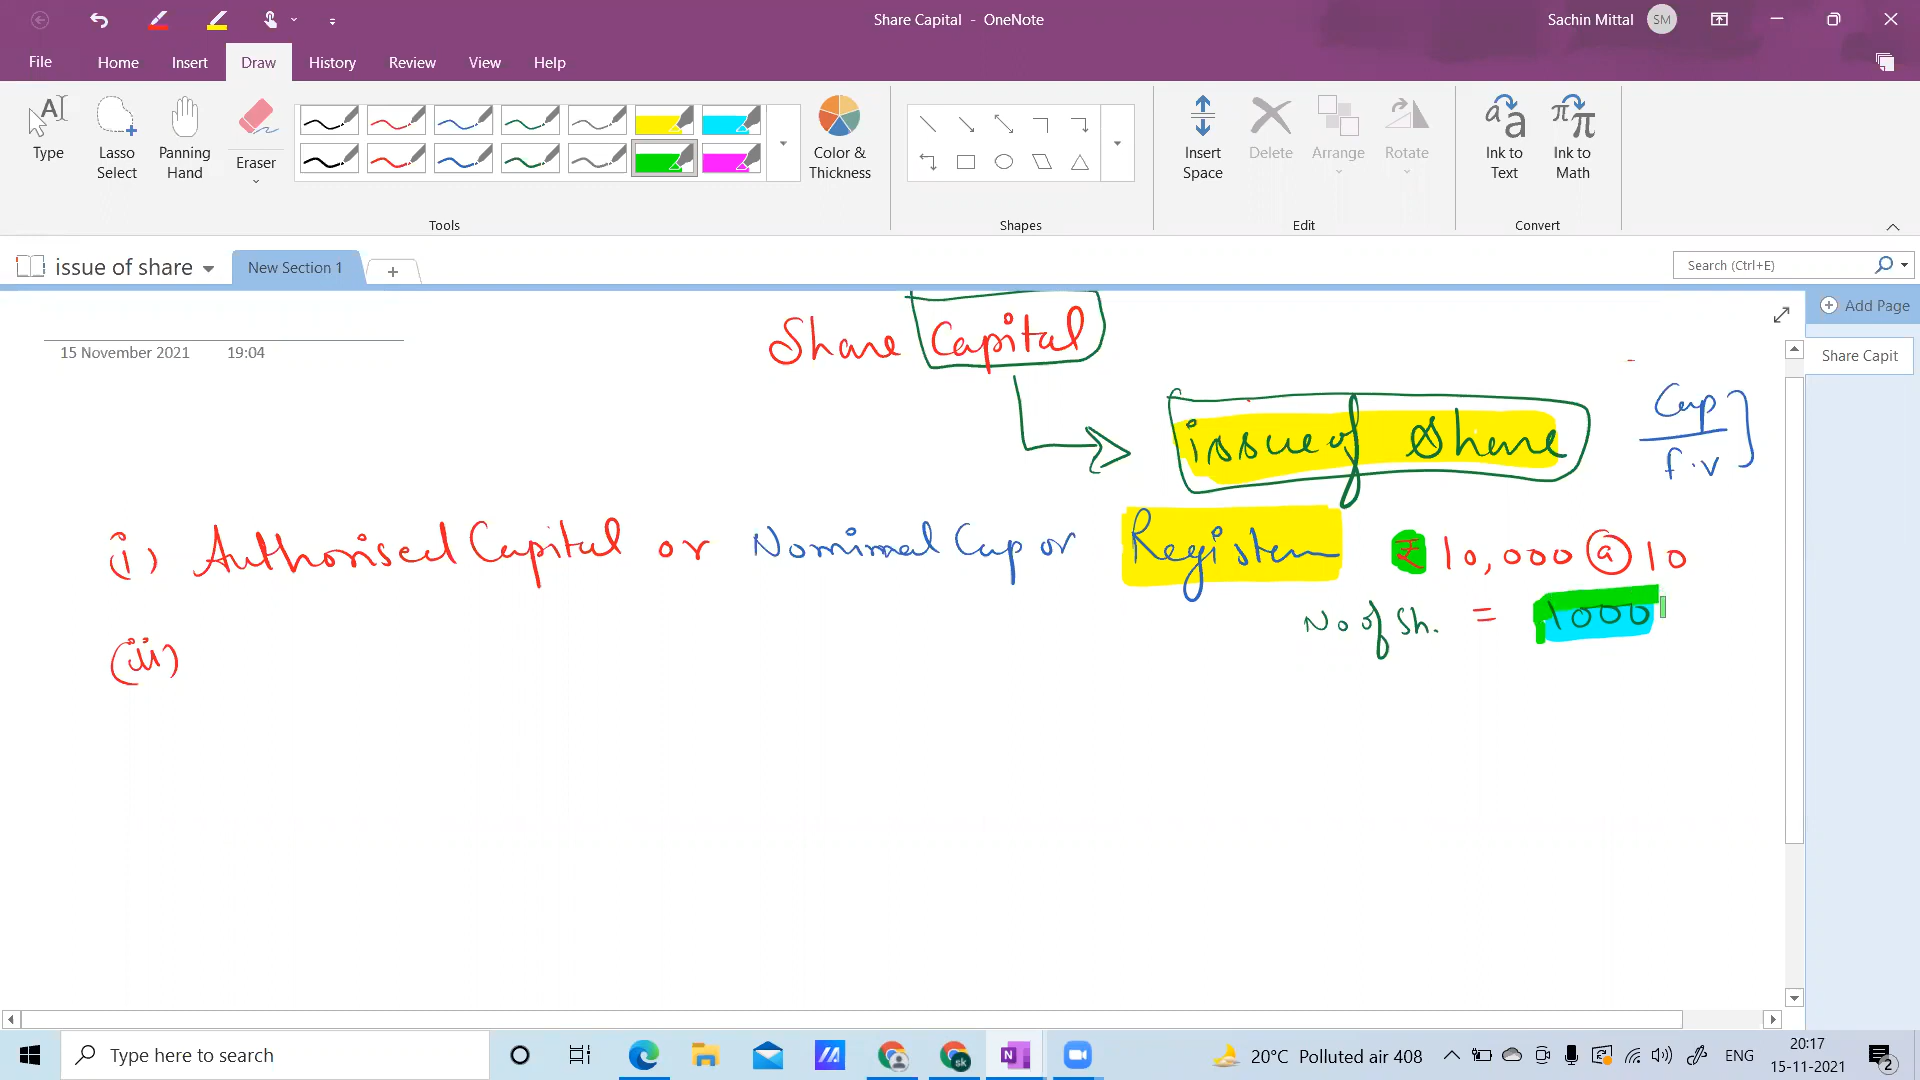 Share Capital - OneNote
Sachin Mittal SM
File Home Insert Draw History Review View Help
Type
Lasso Select
Panning Hand
Eraser
Color & Thickness
Insert Space
Delete
Arrange
Rotate
Ink to Text
Ink to Math
Tools Shapes Edit Convert
issue of share New Section 1 +
Search (Ctrl+E)
Add Page
Share Capit
15 November 2021 19:04
Share Capital
issue of Share
Cap
f.v
(i) Authorised Capital or Nominal Cap or Register ₹ 10,000 @ 10
No of Sh. = 1000
(ii)
Type here to search
20°C Polluted air 408
ENG
20:17
15-11-2021
2